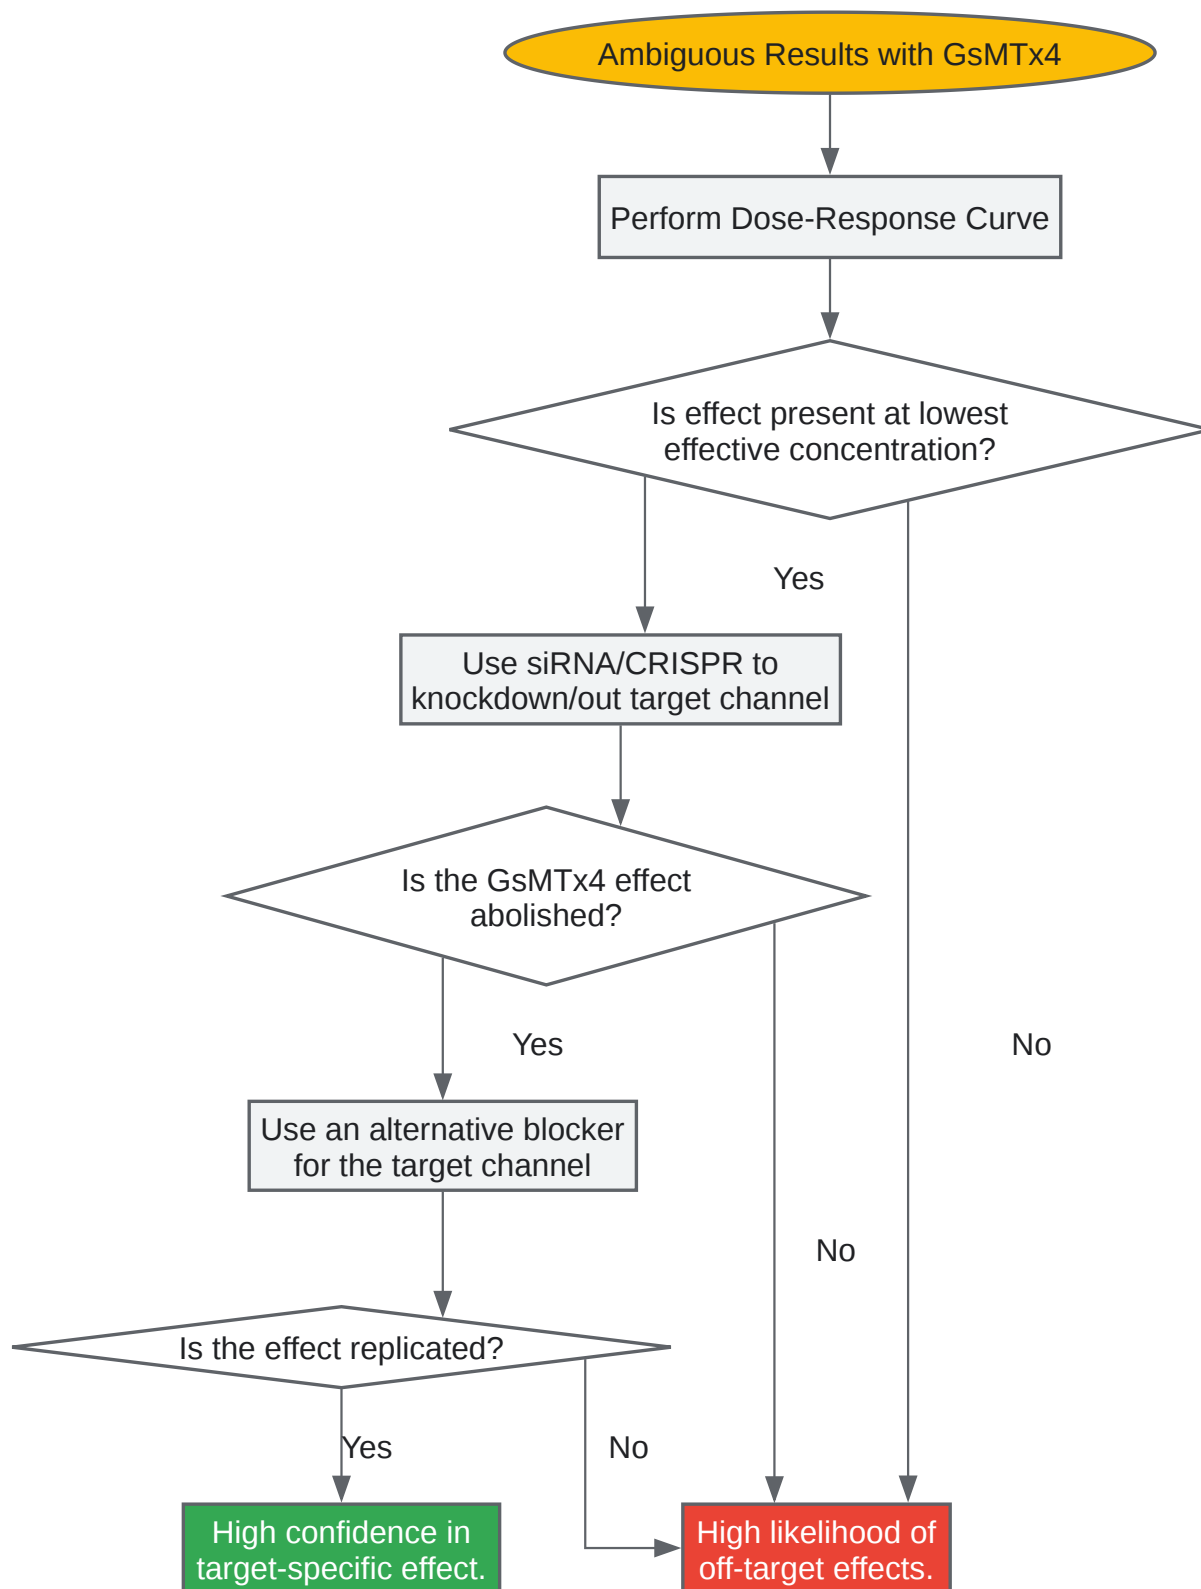 Ambiguous Results with GsMTx4
Perform Dose-Response Curve
Is effect present at lowest
effective concentration?
Yes
Use siRNA/CRISPR to
knockdown/out target channel
Is the GsMTx4 effect
abolished?
Yes
No
Use an alternative blocker
for the target channel
No
Is the effect replicated?
Yes
No
High confidence in
target-specific effect.
High likelihood of
off-target effects.